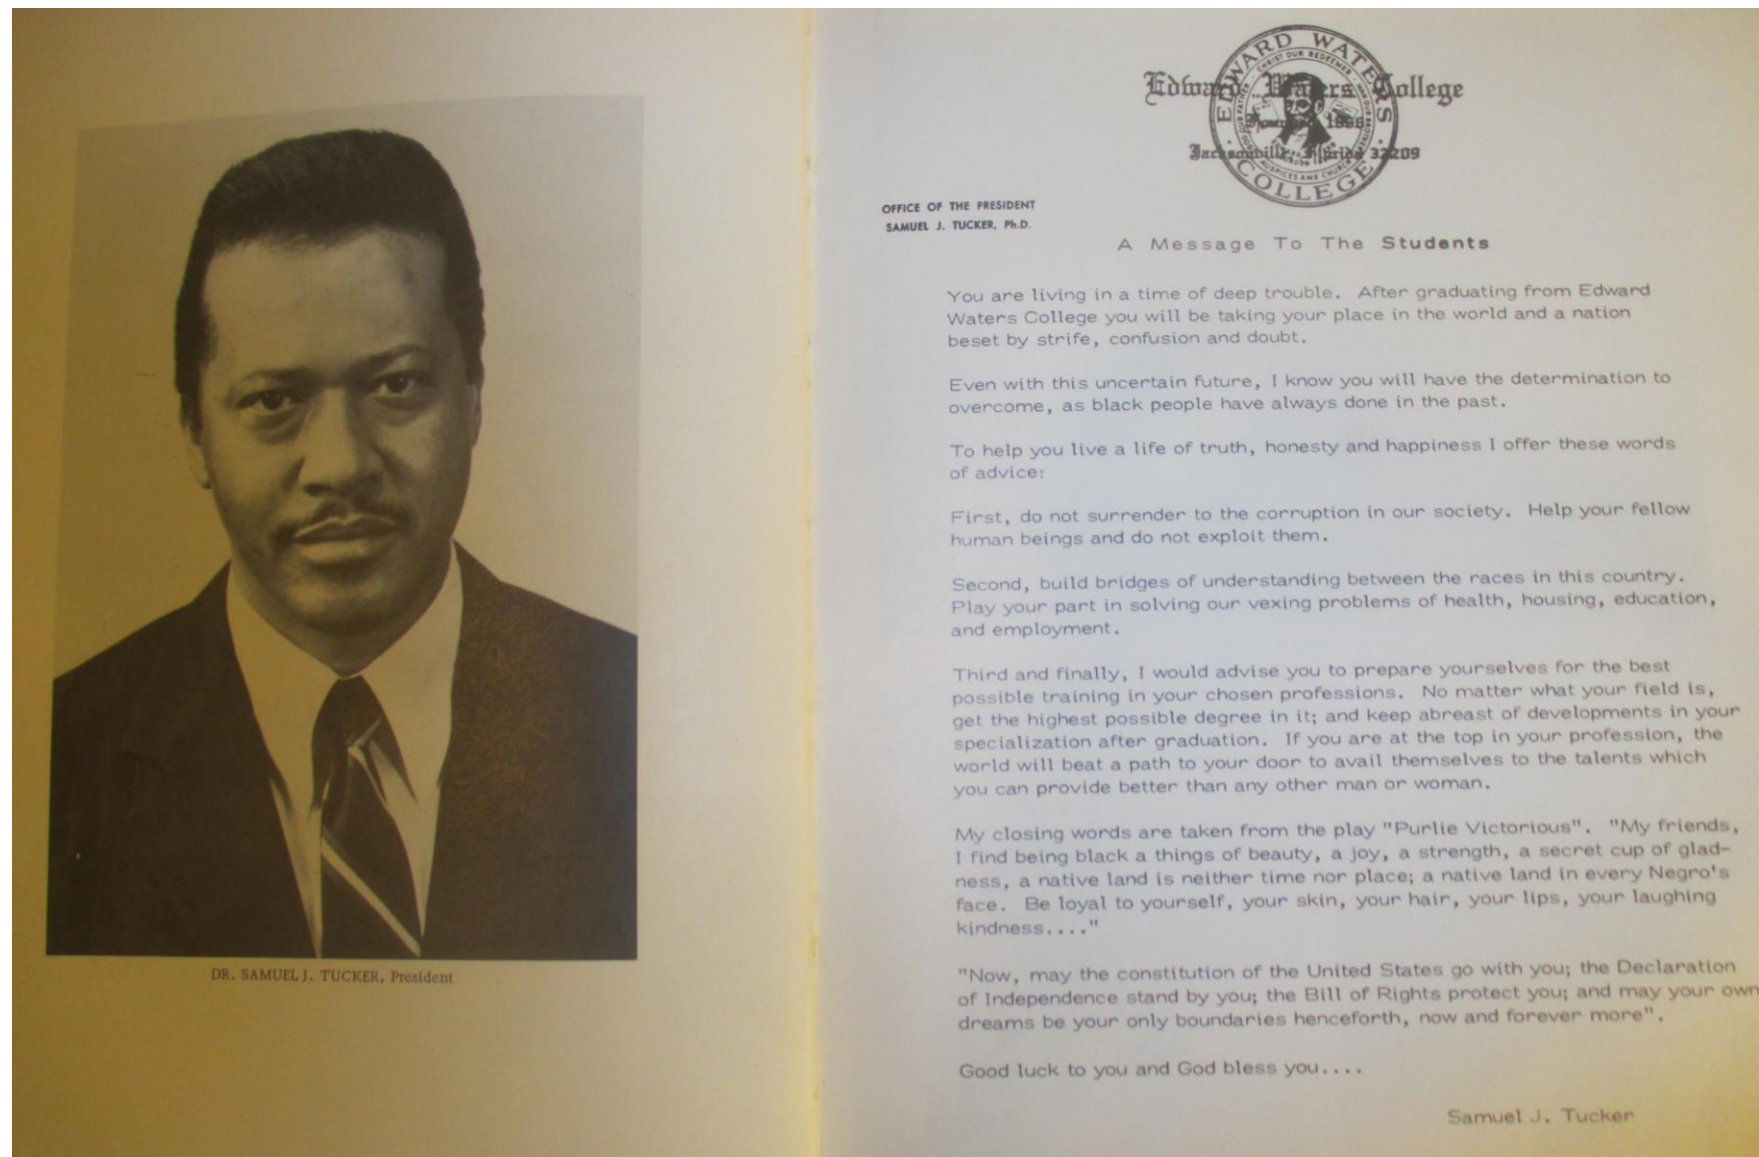 DR. SAMUEL J. TUCKER, President
EDWARD WATERS COLLEGE
CHRIST OUR REDEEMER
MAN OUR BROTHER
GOD OUR FATHER
AUSPICES AME CHURCH
Edward Waters College
Founded 1866
Jacksonville, Florida 32209
OFFICE OF THE PRESIDENT
SAMUEL J. TUCKER, Ph.D.
A Message To The Students
You are living in a time of deep trouble. After graduating from Edward
Waters College you will be taking your place in the world and a nation
beset by strife, confusion and doubt.
Even with this uncertain future, I know you will have the determination to
overcome, as black people have always done in the past.
To help you live a life of truth, honesty and happiness I offer these words
of advice:
First, do not surrender to the corruption in our society. Help your fellow
human beings and do not exploit them.
Second, build bridges of understanding between the races in this country.
Play your part in solving our vexing problems of health, housing, education,
and employment.
Third and finally, I would advise you to prepare yourselves for the best
possible training in your chosen professions. No matter what your field is,
get the highest possible degree in it; and keep abreast of developments in your
specialization after graduation. If you are at the top in your profession, the
world will beat a path to your door to avail themselves to the talents which
you can provide better than any other man or woman.
My closing words are taken from the play "Purlie Victorious". "My friends,
I find being black a things of beauty, a joy, a strength, a secret cup of glad-
ness, a native land is neither time nor place; a native land in every Negro's
face. Be loyal to yourself, your skin, your hair, your lips, your laughing
kindness...."
"Now, may the constitution of the United States go with you; the Declaration
of Independence stand by you; the Bill of Rights protect you; and may your own
dreams be your only boundaries henceforth, now and forever more".
Good luck to you and God bless you....
Samuel J. Tucker